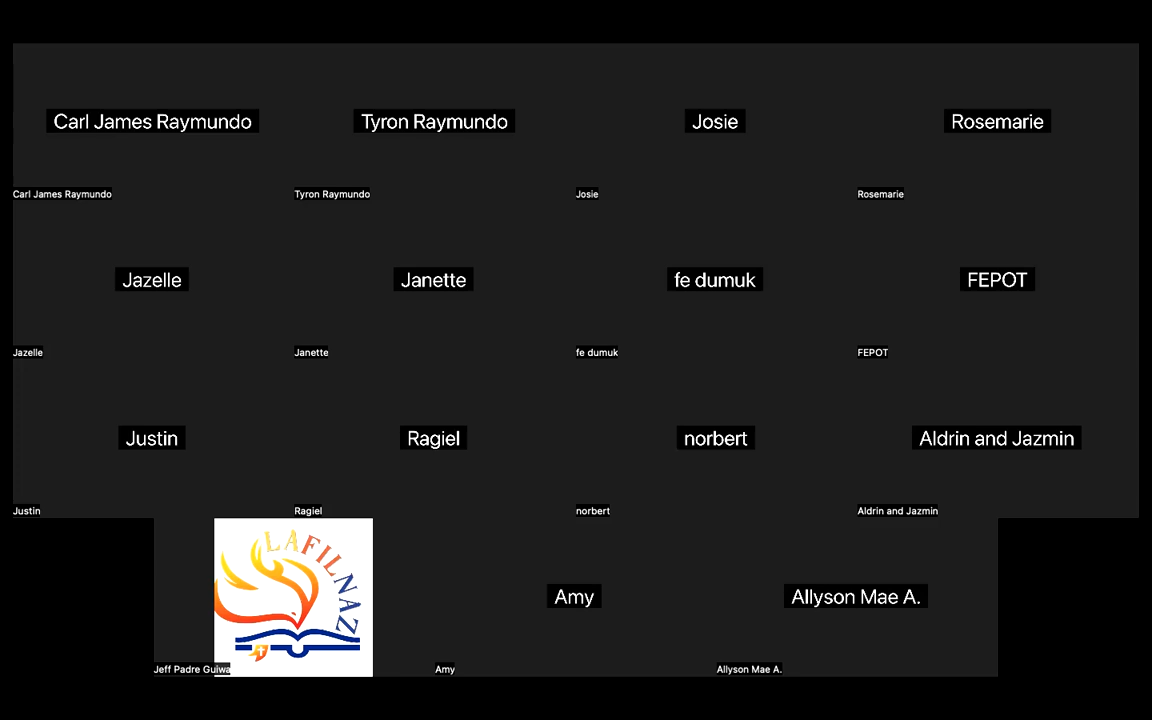 Carl James Raymundo
Tyron Raymundo
Josie
Rosemarie
Carl James Raymundo
Tyron Raymundo
Josie
Rosemarie
Jazelle
Janette
fe dumuk
FEPOT
Jazelle
Janette
fe dumuk
FEPOT
Justin
Ragiel
norbert
Aldrin and Jazmin
Justin
Ragiel
norbert
Aldrin and Jazmin
LAFILNAZ
Amy
Allyson Mae A.
Jeff Padre Guiwa
Amy
Allyson Mae A.